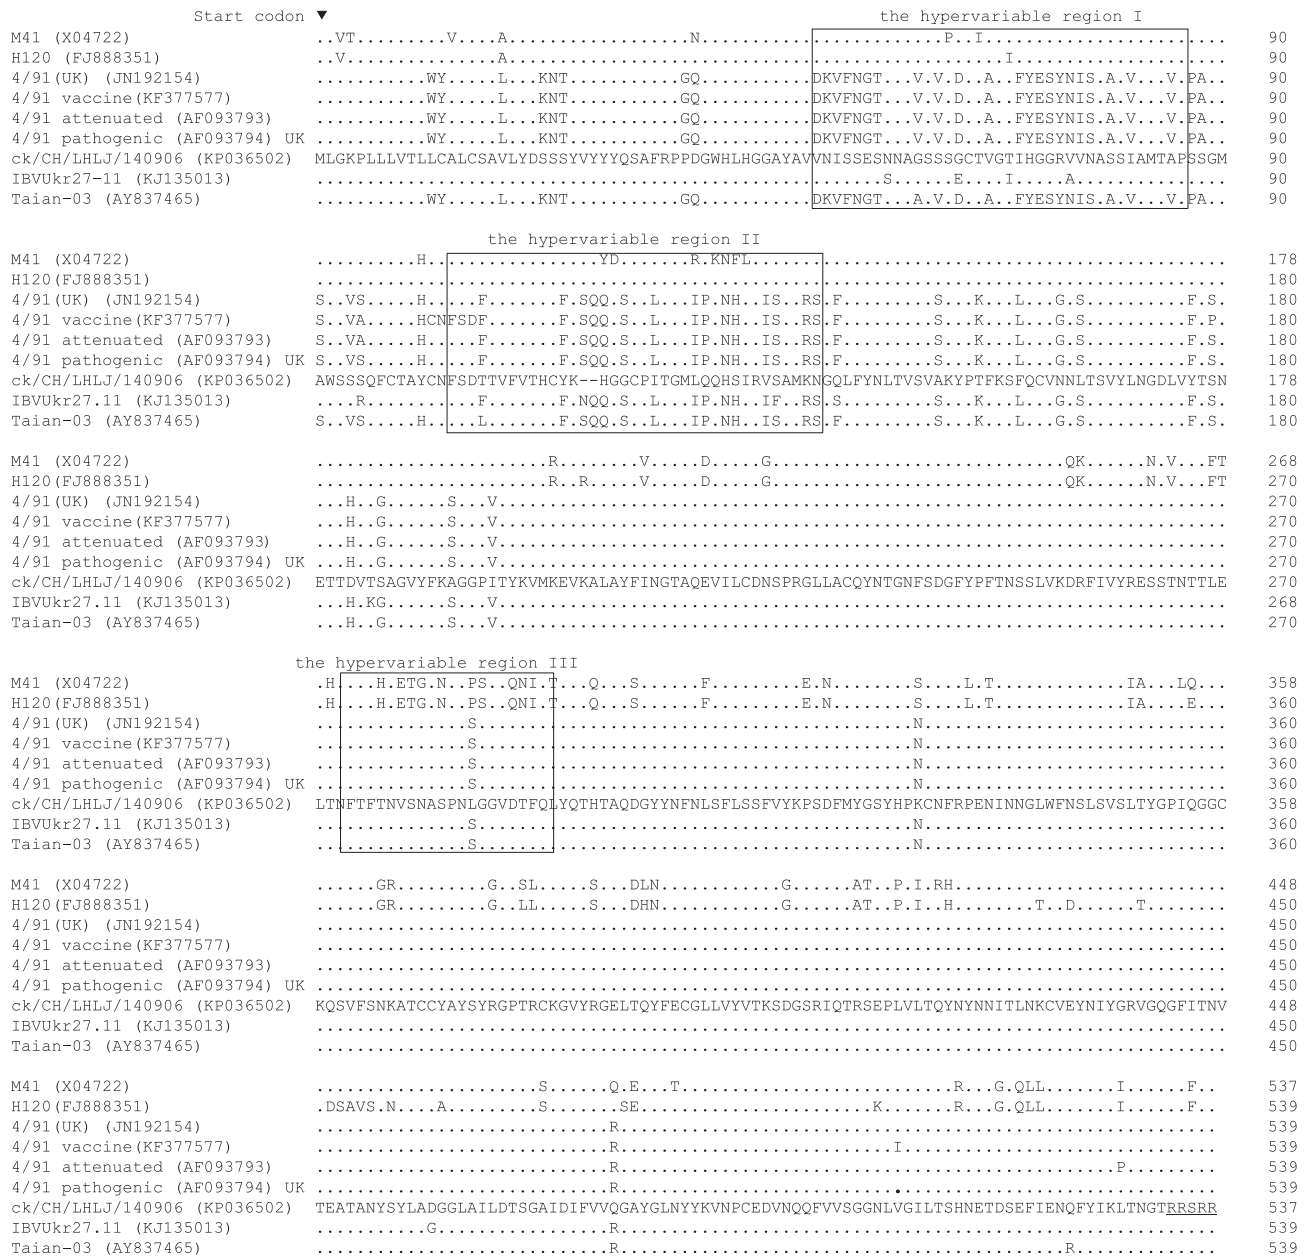 Start codon ▼ the hypervariable region I
M41 (X04722) ..VT.........V....A..................N........................P..I........................ 90
H120 (FJ888351) ..V...............A.................................................I..................... 90
4/91(UK) (JN192154) ...........WY.....L...KNT...........GQ...........DKVFNGT...V.V.D..A..FYESYNIS.A.V...V.PA.. 90
4/91 vaccine(KF377577) ...........WY.....L...KNT...........GQ...........DKVFNGT...V.V.D..A..FYESYNIS.A.V...V.PA.. 90
4/91 attenuated (AF093793) ...........WY.....L...KNT...........GQ...........DKVFNGT...V.V.D..A..FYESYNIS.A.V...V.PA.. 90
4/91 pathogenic (AF093794) UK ...........WY.....L...KNT...........GQ...........DKVFNGT...V.V.D..A..FYESYNIS.A.V...V.PA.. 90
ck/CH/LHLJ/140906 (KP036502) MLGKPLLLVTLLCALCSAVLYDSSSYVYYYQSAFRPPDGWHLHGGAYAVVNISSESNNAGSSSGCTVGTIHGGRVVNASSIAMTAPSSGM 90
IBVUkr27-11 (KJ135013) ........................................................S......E....I.....A............... 90
Taian-03 (AY837465) ...........WY.....L...KNT...........GQ...........DKVFNGT...A.V.D..A..FYESYNIS.A.V...V.PA.. 90
the hypervariable region II
M41 (X04722) ..........H.................YD.......R.KNFL............................................... 178
H120(FJ888351) .......................................................................................... 180
4/91(UK) (JN192154) S..VS.....H.....F.......F.SQQ.S..L...IP.NH..IS..RS.F.........S...K...L...G.S..........F.S. 180
4/91 vaccine(KF377577) S..VA.....HCNFSDF.......F.SQQ.S..L...IP.NH..IS..RS.F.........S...K...L...G.S..........F.P. 180
4/91 attenuated (AF093793) S..VA.....H.....F.......F.SQQ.S..L...IP.NH..IS..RS.F.........S...K...L...G.S..........F.S. 180
4/91 pathogenic (AF093794) UK S..VS.....H.....F.......F.SQQ.S..L...IP.NH..IS..RS.F.........S...K...L...G.S..........F.S. 180
ck/CH/LHLJ/140906 (KP036502) AWSSSQFCTAYCNFSDTTVFVTHCYK--HGGCPITGMLQQHSIRVSAMKNGQLFYNLTVSVAKYPTFKSFQCVNNLTSVYLNGDLVYTSN 178
IBVUkr27.11 (KJ135013) ....R...........F.......F.NQQ.S..L...IP.NH..IF..RS.S.........S...K...L...G.S..........F.S. 180
Taian-03 (AY837465) S..VS.....H.....L.......F.SQQ.S..L...IP.NH..IS..RS.F.........S...K...L...G.S..........F.S. 180
M41 (X04722) .......................R........V.....D.....G.............................QK......N.V...FT 268
H120(FJ888351) .......................R..R.....V.....D.....G.............................QK......N.V...FT 270
4/91(UK) (JN192154) ...H..G......S...V........................................................................ 270
4/91 vaccine(KF377577) ...H..G......S...V........................................................................ 270
4/91 attenuated (AF093793) ...H..G......S...V........................................................................ 270
4/91 pathogenic (AF093794) UK ...H..G......S...V........................................................................ 270
ck/CH/LHLJ/140906 (KP036502) ETTDVTSAGVYFKAGGPITYKVMKEVKALAYFINGTAQEVILCDNSPRGLLACQYNTGNFSDGFYPFTNSSLVKDRFIVYRESSTNTTLE 270
IBVUkr27.11 (KJ135013) ...H.KG......S...V........................................................................ 268
Taian-03 (AY837465) ...H..G......S...V........................................................................ 270
the hypervariable region III
M41 (X04722) .H....H.ETG.N..PS..QNI.T...Q...S......F.........E.N........S....L.T.............IA...LQ... 358
H120(FJ888351) .H....H.ETG.N..PS..QNI.T...Q...S......F.........E.N........S....L.T.............IA....E... 360
4/91(UK) (JN192154) ...............S...........................................N.............................. 360
4/91 vaccine(KF377577) ...............S...........................................N.............................. 360
4/91 attenuated (AF093793) ...............S...........................................N.............................. 360
4/91 pathogenic (AF093794) UK ...............S...........................................N.............................. 360
ck/CH/LHLJ/140906 (KP036502) LTNFTFTNVSNASPNLGGVDTFQLYQTHTAQDGYYNFNLSFLSSFVYKPSDFMYGSYHPKCNFRPENINNGLWFNSLSVSLTYGPIQGGC 358
IBVUkr27.11 (KJ135013) ...............S...........................................N.............................. 360
Taian-03 (AY837465) ...............S...........................................N.............................. 360
M41 (X04722) ......GR.........G..SL.....S...DLN............G......AT..P.I.RH........................... 448
H120(FJ888351) ......GR.........G..LL.....S...DHN............G......AT..P.I..H........T..D......T........ 450
4/91(UK) (JN192154) .......................................................................................... 450
4/91 vaccine(KF377577) .......................................................................................... 450
4/91 attenuated (AF093793) .......................................................................................... 450
4/91 pathogenic (AF093794) UK .......................................................................................... 450
ck/CH/LHLJ/140906 (KP036502) KQSVFSNKATCCYAYSYRGPTRCKGVYRGELTQYFECGLLVYVTKSDGSRIQTRSEPLVLTQYNYNNITLNKCVEYNIYGRVGQGFITNV 448
IBVUkr27.11 (KJ135013) .......................................................................................... 450
Taian-03 (AY837465) .......................................................................................... 450
M41 (X04722) ......................S......Q.E...T...........................R...G.QLL.......I......F.. 537
H120(FJ888351) .DSAVS.N....A.........S.......SE.......................K.......R...G.QLL.......I......F.. 539
4/91(UK) (JN192154) .............................R........................................................... 539
4/91 vaccine(KF377577) .........................................................I............................... 539
4/91 attenuated (AF093793) .............................R.................................................P......... 539
4/91 pathogenic (AF093794) UK .............................R........................................................... 539
ck/CH/LHLJ/140906 (KP036502) TEATANYSYLADGGLAILDTSGAIDIFVVQGAYGLNYYKVNPCEDVNQQFVVSGGNLVGILTSHNETDSEFIENQFYIKLTNGTRRSRR 537
IBVUkr27.11 (KJ135013) ...........G.................R........................................................... 539
Taian-03 (AY837465) .............................R............................................R.............. 539